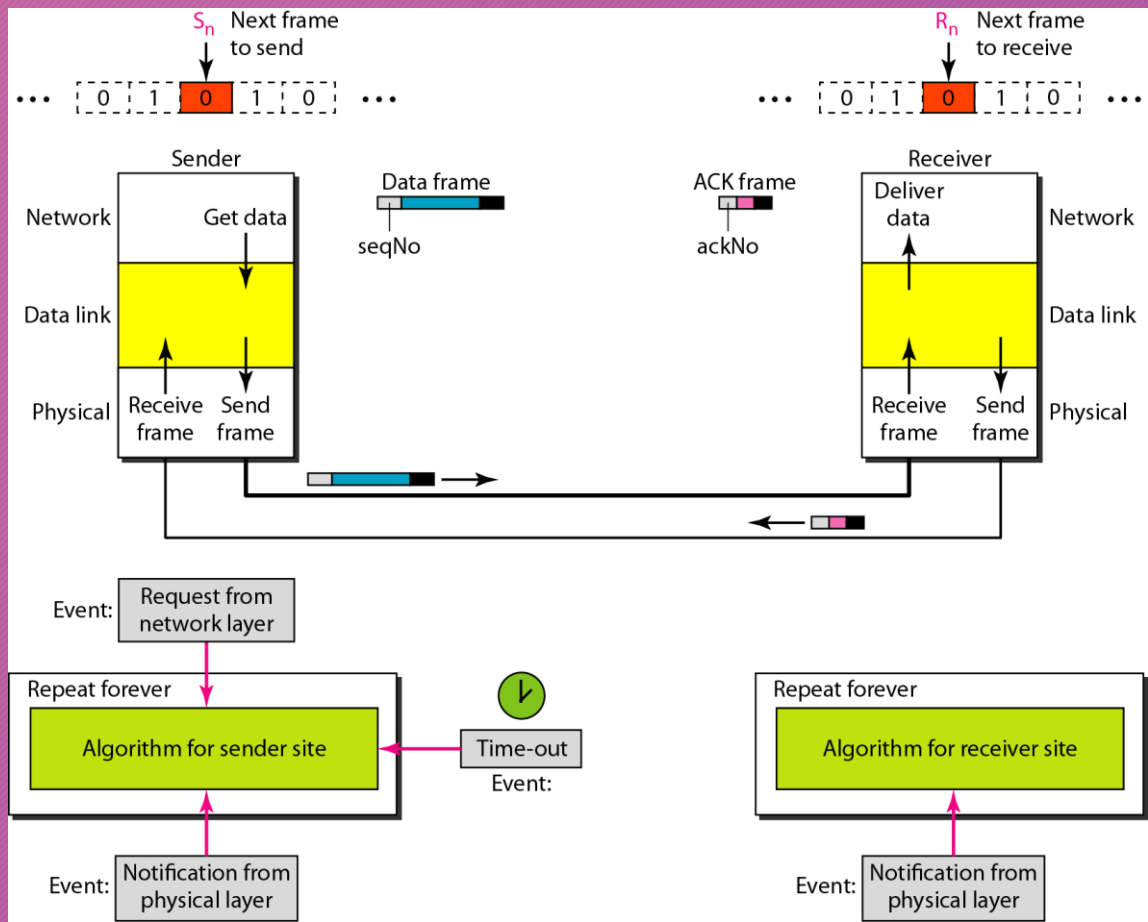 Sn Next frame
to send
Rn Next frame
to receive
••• 0 1 0 1 0 •••
••• 0 1 0 1 0 •••
Sender
Receiver
Network
Get data
Data frame
seqNo
ACK frame
ackNo
Deliver
data
Network
Data link
Data link
Physical
Receive
frame
Send
frame
Receive
frame
Send
frame
Physical
Event:
Request from
network layer
Repeat forever
Algorithm for sender site
Time-out
Event:
Repeat forever
Algorithm for receiver site
Event:
Notification from
physical layer
Event:
Notification from
physical layer